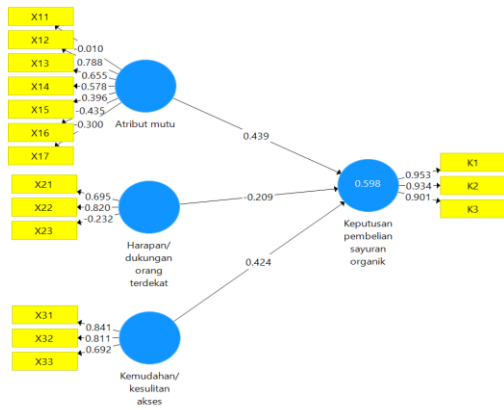 X11
X12
X13
X14
X15
X16
X17
-0.010
0.788
0.655
0.578
0.396
-0.435
0.300
Atribut mutu
0.439
X21
X22
X23
0.695
0.820
-0.232
Harapan/
dukungan
orang
terdekat
-0.209
0.598
Keputusan
pembelian
sayuran
organik
0.953
0.934
0.901
K1
K2
K3
0.424
X31
X32
X33
0.841
0.811
0.692
Kemudahan/
kesulitan
akses